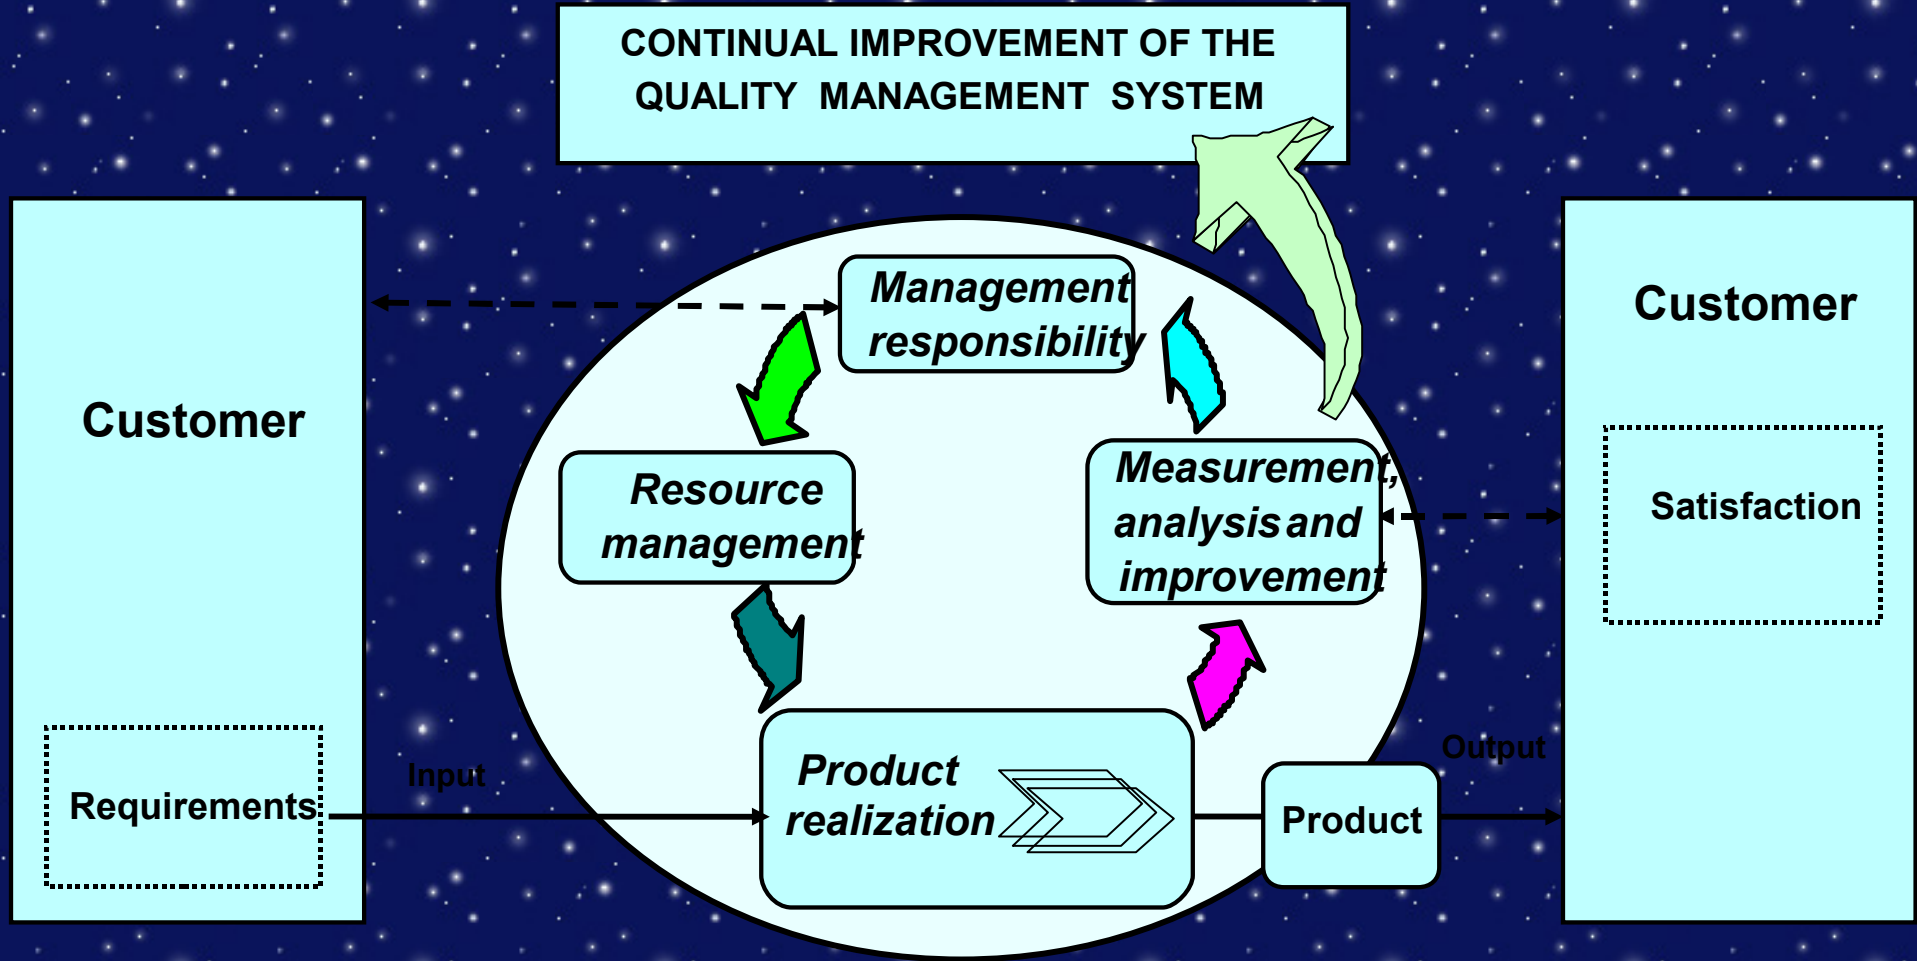 CONTINUAL IMPROVEMENT OF THE
QUALITY MANAGEMENT SYSTEM
Customer
Requirements
Input
Management
responsibility
Resource
management
Measurement,
analysis and
improvement
Product
realization
Product
Output
Customer
Satisfaction